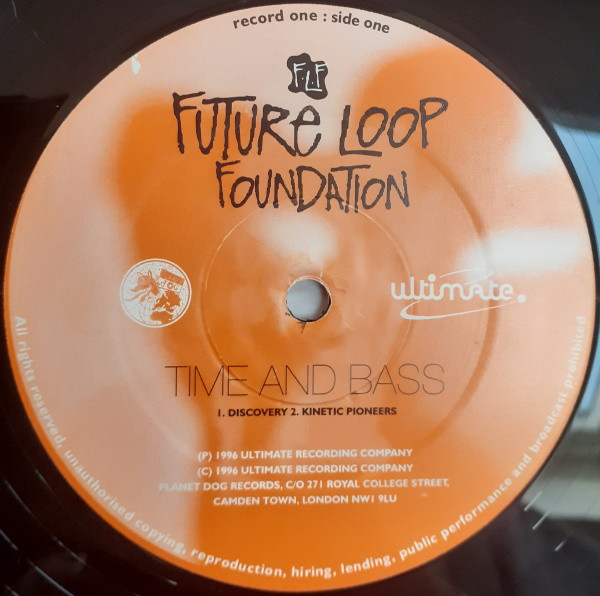 record one : side one
F.L.F
FUTURE LOOP
FOUNDATION
ultimate.
TIME AND BASS
1. DISCOVERY 2. KINETIC PIONEERS
(P) 1996 ULTIMATE RECORDING COMPANY
(C) 1996 ULTIMATE RECORDING COMPANY
PLANET DOG RECORDS, C/O 271 ROYAL COLLEGE STREET,
CAMDEN TOWN, LONDON NW1 9LU
All rights reserved, unauthorised copying, reproduction, hiring, lending, public performance and broadcast prohibited